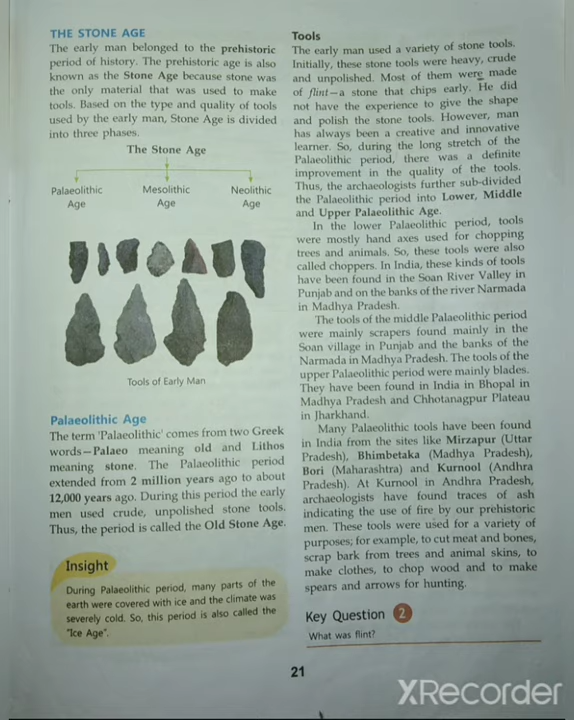 THE STONE AGE
The early man belonged to the prehistoric
period of history. The prehistoric age is also
known as the Stone Age because stone was
the only material that was used to make
tools. Based on the type and quality of tools
used by the early man, Stone Age is divided
into three phases.
The Stone Age
Palaeolithic Age
Mesolithic Age
Neolithic Age
Tools of Early Man
Palaeolithic Age
The term 'Palaeolithic' comes from two Greek
words—Palaeo meaning old and Lithos
meaning stone. The Palaeolithic period
extended from 2 million years ago to about
12,000 years ago. During this period the early
men used crude, unpolished stone tools.
Thus, the period is called the Old Stone Age.
Insight
During Palaeolithic period, many parts of the
earth were covered with ice and the climate was
severely cold. So, this period is also called the
"Ice Age".
Tools
The early man used a variety of stone tools.
Initially, these stone tools were heavy, crude
and unpolished. Most of them were made
of flint—a stone that chips early. He did
not have the experience to give the shape
and polish the stone tools. However, man
has always been a creative and innovative
learner. So, during the long stretch of the
Palaeolithic period, there was a definite
improvement in the quality of the tools.
Thus, the archaeologists further sub-divided
the Palaeolithic period into Lower, Middle
and Upper Palaeolithic Age.
In the lower Palaeolithic period, tools
were mostly hand axes used for chopping
trees and animals. So, these tools were also
called choppers. In India, these kinds of tools
have been found in the Soan River Valley in
Punjab and on the banks of the river Narmada
in Madhya Pradesh.
The tools of the middle Palaeolithic period
were mainly scrapers found mainly in the
Soan village in Punjab and the banks of the
Narmada in Madhya Pradesh. The tools of the
upper Palaeolithic period were mainly blades.
They have been found in India in Bhopal in
Madhya Pradesh and Chhotanagpur Plateau
in Jharkhand.
Many Palaeolithic tools have been found
in India from the sites like Mirzapur (Uttar
Pradesh), Bhimbetaka (Madhya Pradesh),
Bori (Maharashtra) and Kurnool (Andhra
Pradesh). At Kurnool in Andhra Pradesh,
archaeologists have found traces of ash
indicating the use of fire by our prehistoric
men. These tools were used for a variety of
purposes; for example, to cut meat and bones,
scrap bark from trees and animal skins, to
make clothes, to chop wood and to make
spears and arrows for hunting.
Key Question 2
What was flint?
21
XRecorder